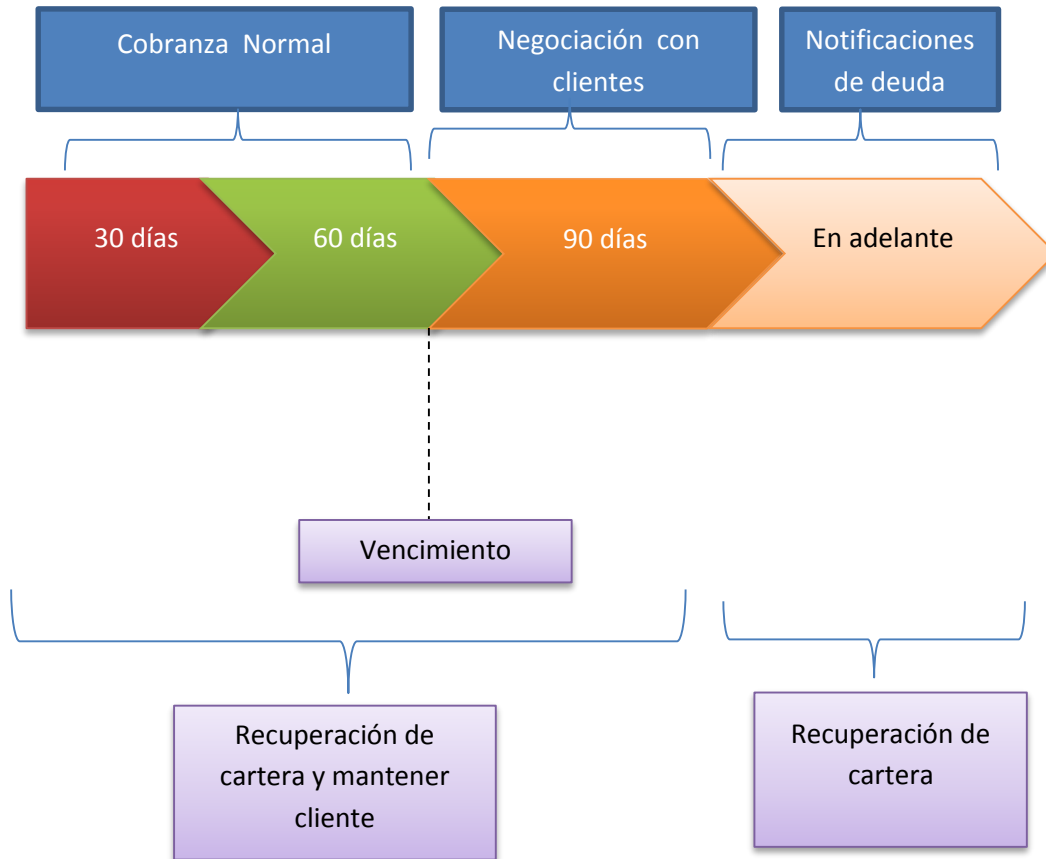 Cobranza Normal
Negociación con
clientes
Notificaciones
de deuda
30 días
60 días
90 días
En adelante
Vencimiento
Recuperación de
cartera y mantener
cliente
Recuperación de
cartera